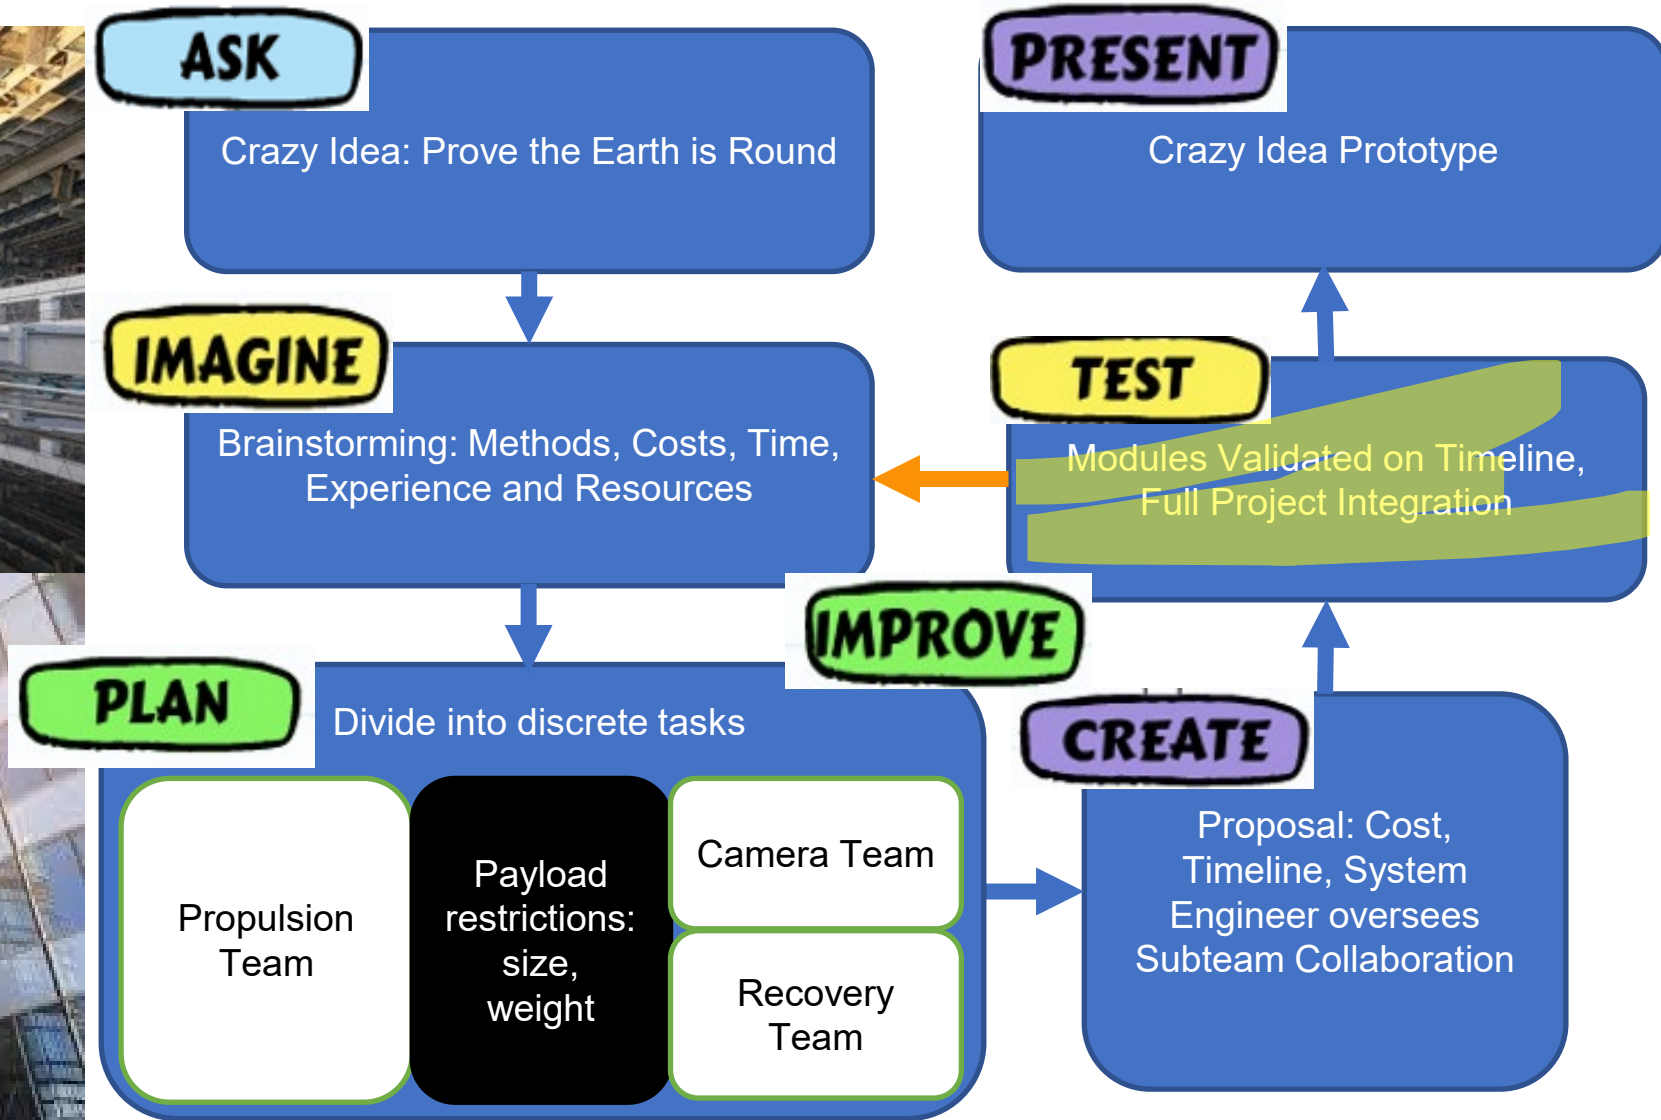 ASK
Crazy Idea: Prove the Earth is Round
IMAGINE
Brainstorming: Methods, Costs, Time,
Experience and Resources
PLAN
Divide into discrete tasks
Propulsion
Team
Payload
restrictions:
size,
weight
Camera Team
Recovery
Team
IMPROVE
CREATE
Proposal: Cost,
Timeline, System
Engineer oversees
Subteam Collaboration
TEST
Modules Validated on Timeline,
Full Project Integration
PRESENT
Crazy Idea Prototype